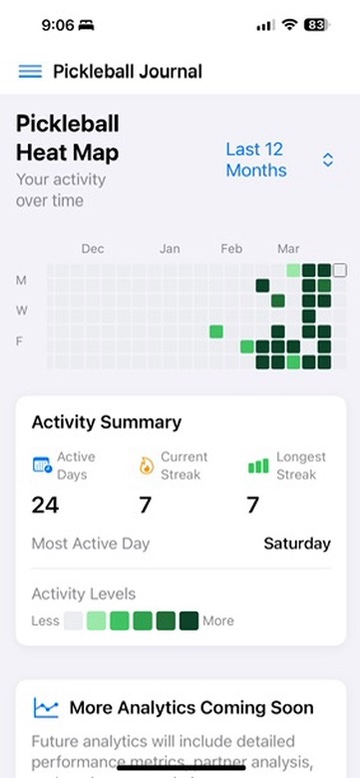 9:06 83
Pickleball Journal
Pickleball
Heat Map
Last 12
Months
Your activity
over time
Dec Jan Feb Mar
M
W
F
Activity Summary
Active
Days
Current
Streak
Longest
Streak
24 7 7
Most Active Day Saturday
Activity Levels
Less More
More Analytics Coming Soon
Future analytics will include detailed
performance metrics, partner analysis,